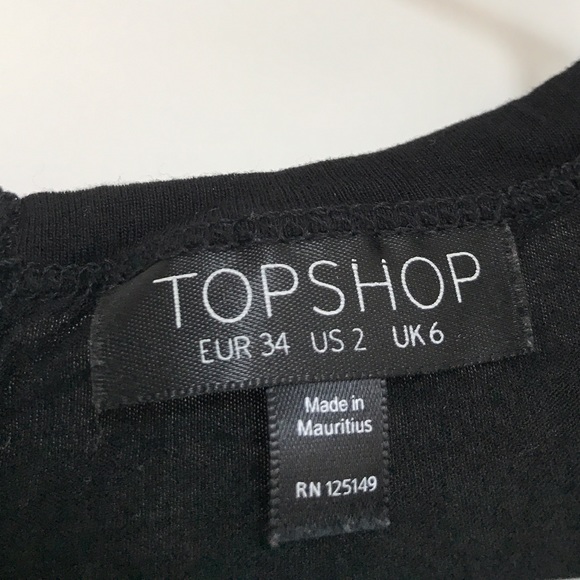 TOPSHOP
EUR 34 US 2 UK 6
Made in
Mauritius
RN 125149